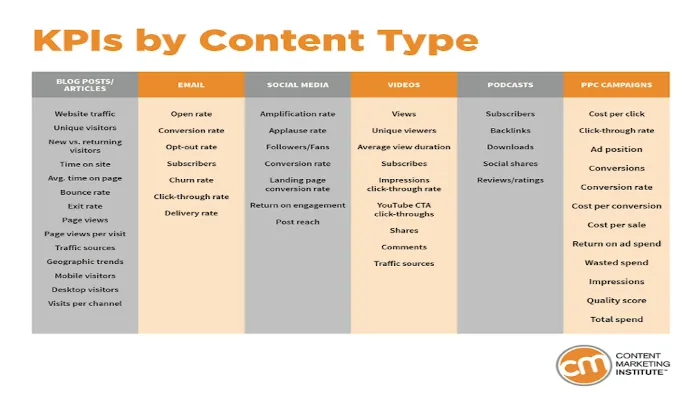 KPIs by Content Type
BLOG POSTS/
ARTICLES
Website traffic
Unique visitors
New vs. returning
visitors
Time on site
Avg. time on page
Bounce rate
Exit rate
Page views
Page views per visit
Traffic sources
Geographic trends
Mobile visitors
Desktop visitors
Visits per channel
EMAIL
Open rate
Conversion rate
Opt-out rate
Subscribers
Churn rate
Click-through rate
Delivery rate
SOCIAL MEDIA
Amplification rate
Applause rate
Followers/Fans
Conversion rate
Landing page
conversion rate
Return on engagement
Post reach
VIDEOS
Views
Unique viewers
Average view duration
Subscribes
Impressions
click-through rate
YouTube CTA
click-throughs
Shares
Comments
Traffic sources
PODCASTS
Subscribers
Backlinks
Downloads
Social shares
Reviews/ratings
PPC CAMPAIGNS
Cost per click
Click-through rate
Ad position
Conversions
Conversion rate
Cost per conversion
Cost per sale
Return on ad spend
Wasted spend
Impressions
Quality score
Total spend
cm
CONTENT
MARKETING
INSTITUTE™